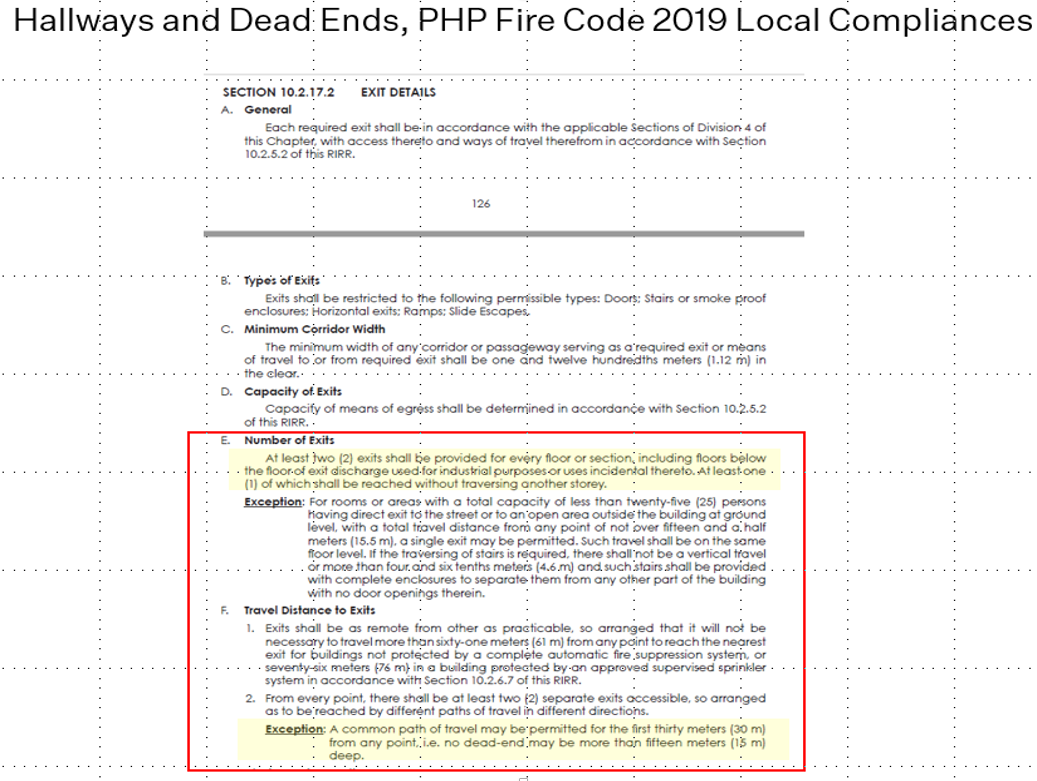 Hallways and Dead Ends, PHP Fire Code 2019 Local Compliances
SECTION 10.2.17.2 EXIT DETAILS
A. General
Each required exit shall be in accordance with the applicable Sections of Division 4 of
this Chapter, with access thereto and ways of travel therefrom in accordance with Section
10.2.5.2 of this RIRR.
126
B. Types of Exits
Exits shall be restricted to the following permissible types: Doors; Stairs or smoke proof
enclosures; Horizontal exits; Ramps; Slide Escapes.
C. Minimum Corridor Width
The minimum width of any corridor or passageway serving as a required exit or means
of travel to or from required exit shall be one and twelve hundredths meters (1.12 m) in
the clear.
D. Capacity of Exits
Capacity of means of egress shall be determined in accordance with Section 10.2.5.2
of this RIRR.
E. Number of Exits
At least two (2) exits shall be provided for every floor or section, including floors below
the floor of exit discharge used for industrial purposes or uses incidental thereto. At least one
(1) of which shall be reached without traversing another storey.
Exception: For rooms or areas with a total capacity of less than twenty-five (25) persons
having direct exit to the street or to an open area outside the building at ground
level, with a total travel distance from any point of not over fifteen and a half
meters (15.5 m), a single exit may be permitted. Such travel shall be on the same
floor level. If the traversing of stairs is required, there shall not be a vertical travel
or more than four and six tenths meters (4.6 m) and such stairs shall be provided
with complete enclosures to separate them from any other part of the building
with no door openings therein.
F. Travel Distance to Exits
1. Exits shall be as remote from other as practicable, so arranged that it will not be
necessary to travel more than sixty-one meters (61 m) from any point to reach the nearest
exit for buildings not protected by a complete automatic fire suppression system, or
seventy-six meters (76 m) in a building protected by an approved supervised sprinkler
system in accordance with Section 10.2.6.7 of this RIRR.
2. From every point, there shall be at least two (2) separate exits accessible, so arranged
as to be reached by different paths of travel in different directions.
Exception: A common path of travel may be permitted for the first thirty meters (30 m)
from any point, i.e. no dead-end may be more than fifteen meters (15 m)
deep.